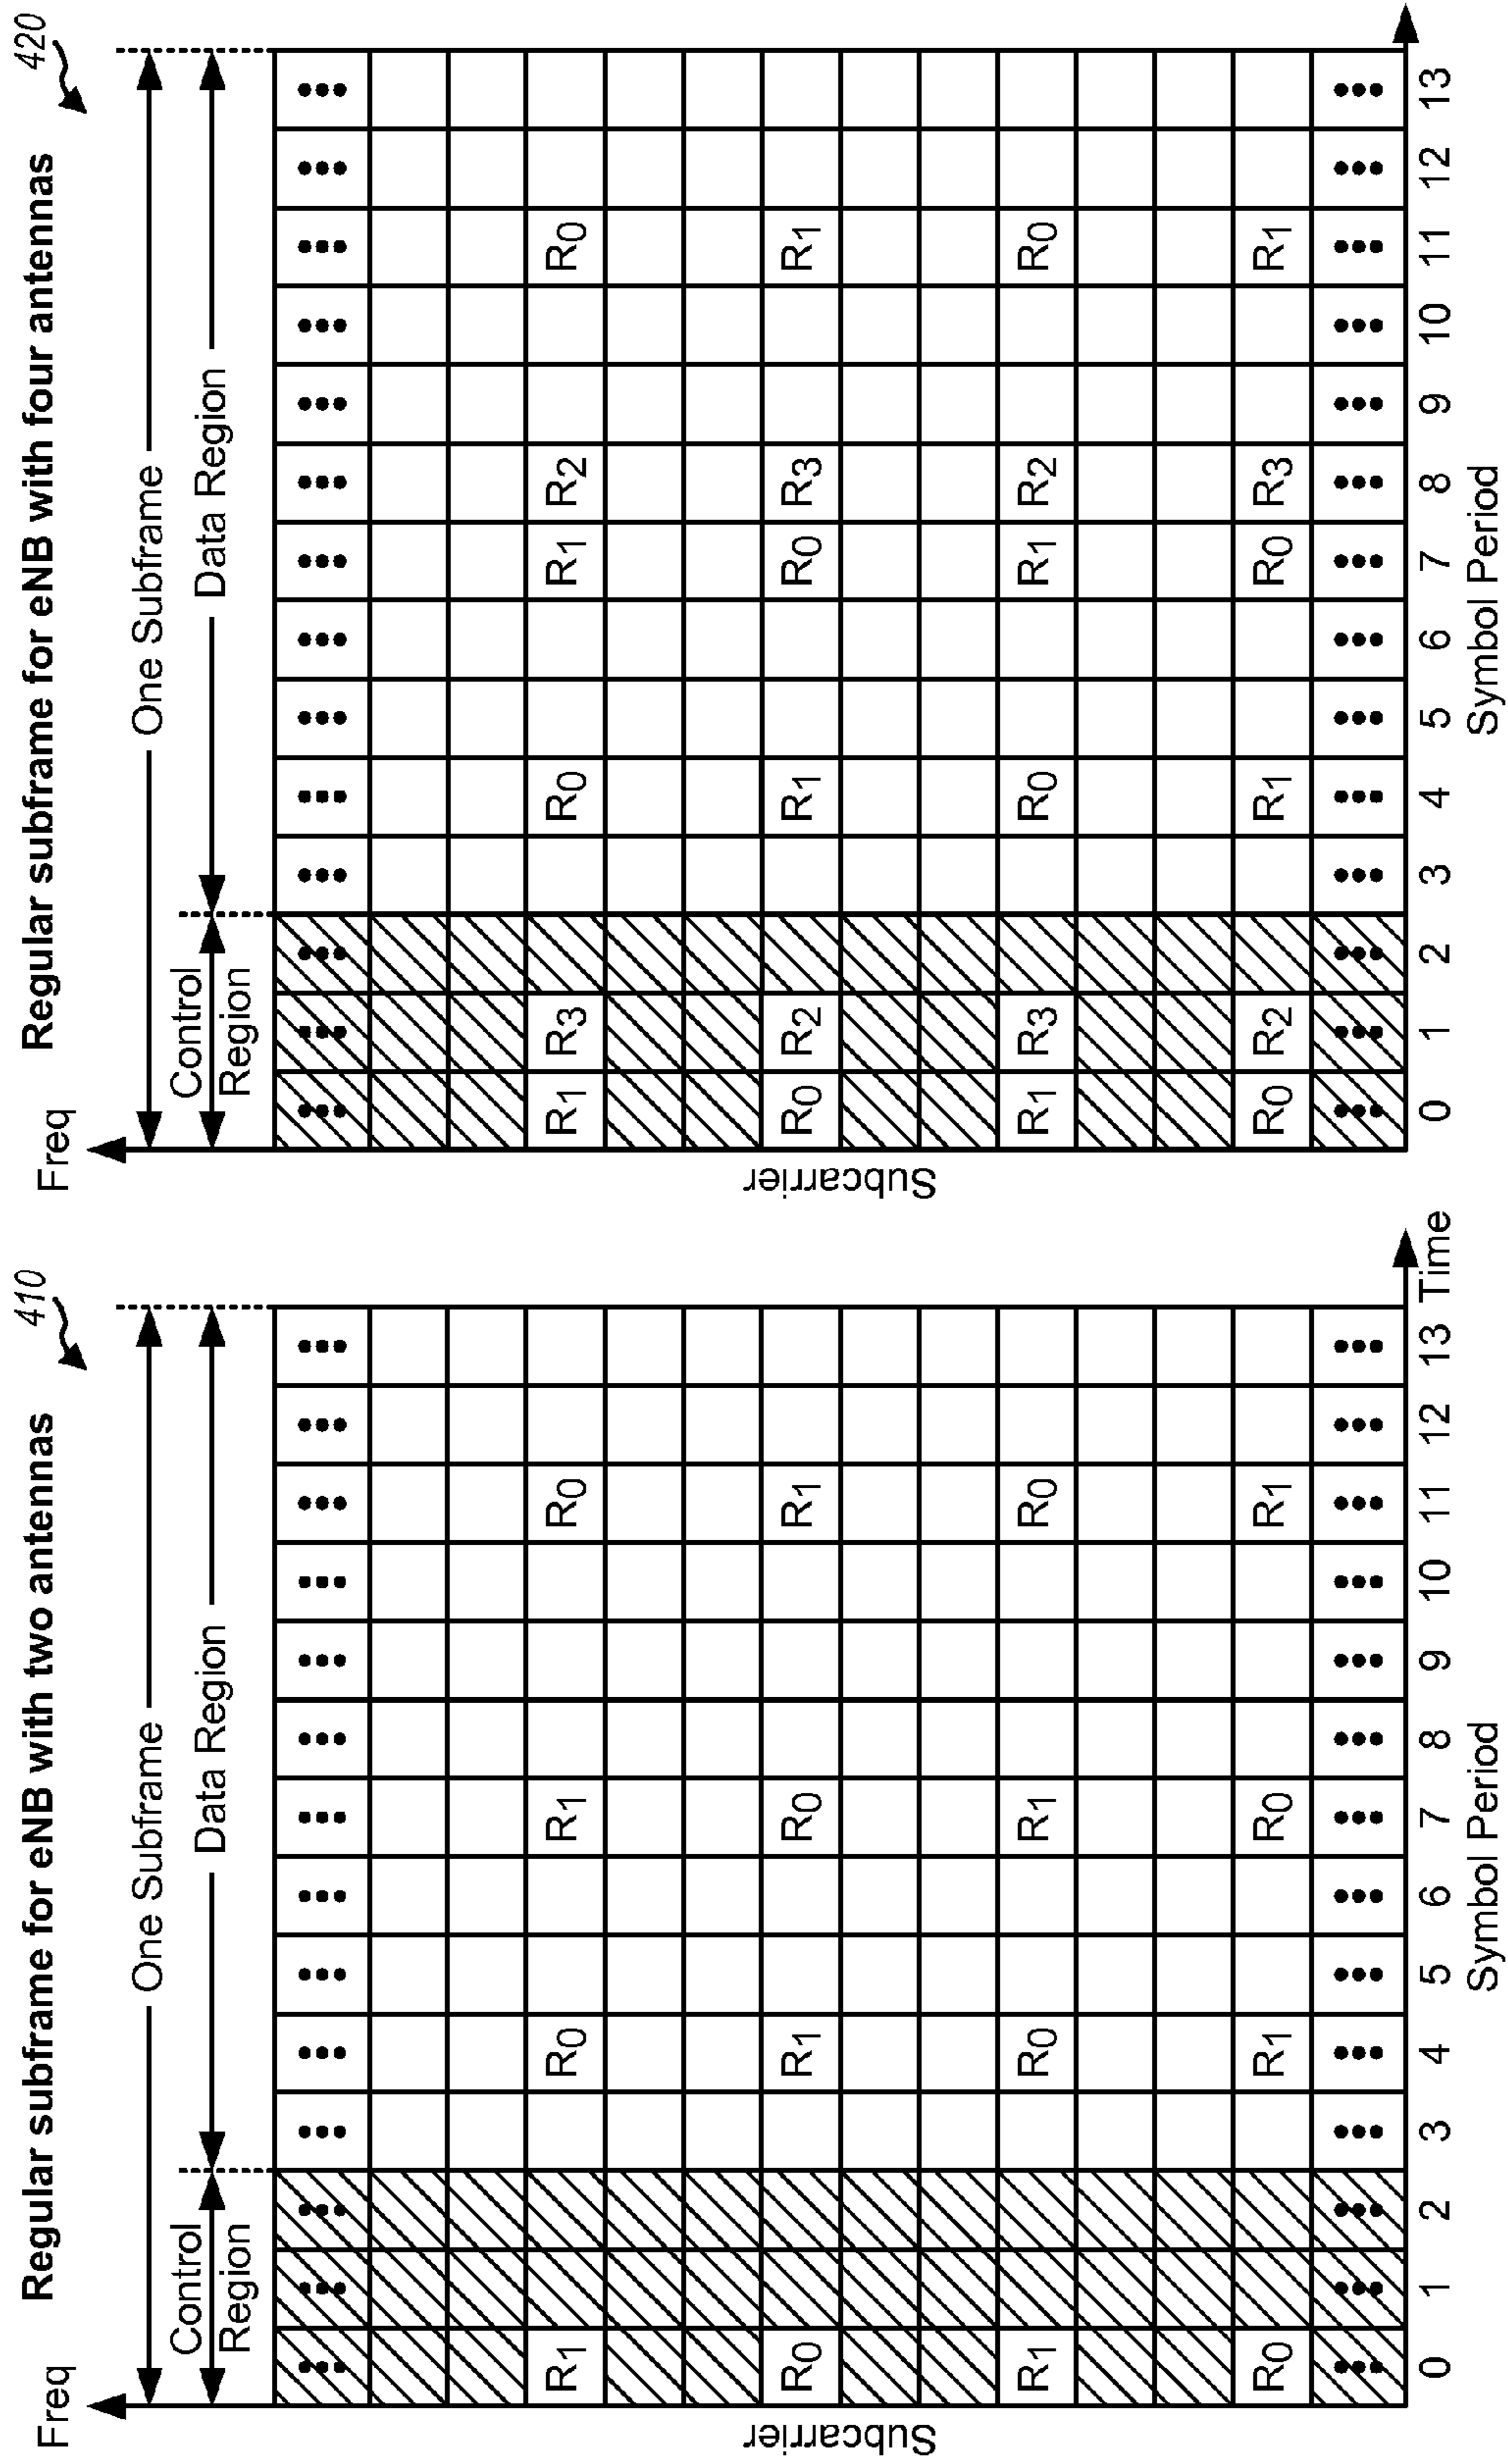 Regular subframe for eNB with two antennas
410
Freq
One Subframe
Control
Region
Data Region
Subcarrier
••• ••• ••• ••• ••• ••• ••• ••• ••• ••• ••• ••• ••• •••
R1 R0 R1 R0
R0 R1 R0 R1
R1 R0 R1 R0
••• ••• ••• ••• ••• ••• ••• ••• ••• ••• ••• ••• ••• •••
0 1 2 3 4 5 6 7 8 9 10 11 12 13
Time
Symbol Period
Regular subframe for eNB with four antennas
420
Freq
One Subframe
Control
Region
Data Region
Subcarrier
••• ••• ••• ••• ••• ••• ••• ••• ••• ••• ••• ••• ••• •••
R1 R3 R0 R1 R2 R0
R0 R2 R1 R0 R3 R1
R1 R3 R0 R1 R2 R0
R0 R2 R1 R0 R3 R1
••• ••• ••• ••• ••• ••• ••• ••• ••• ••• ••• ••• ••• •••
0 1 2 3 4 5 6 7 8 9 10 11 12 13
Symbol Period